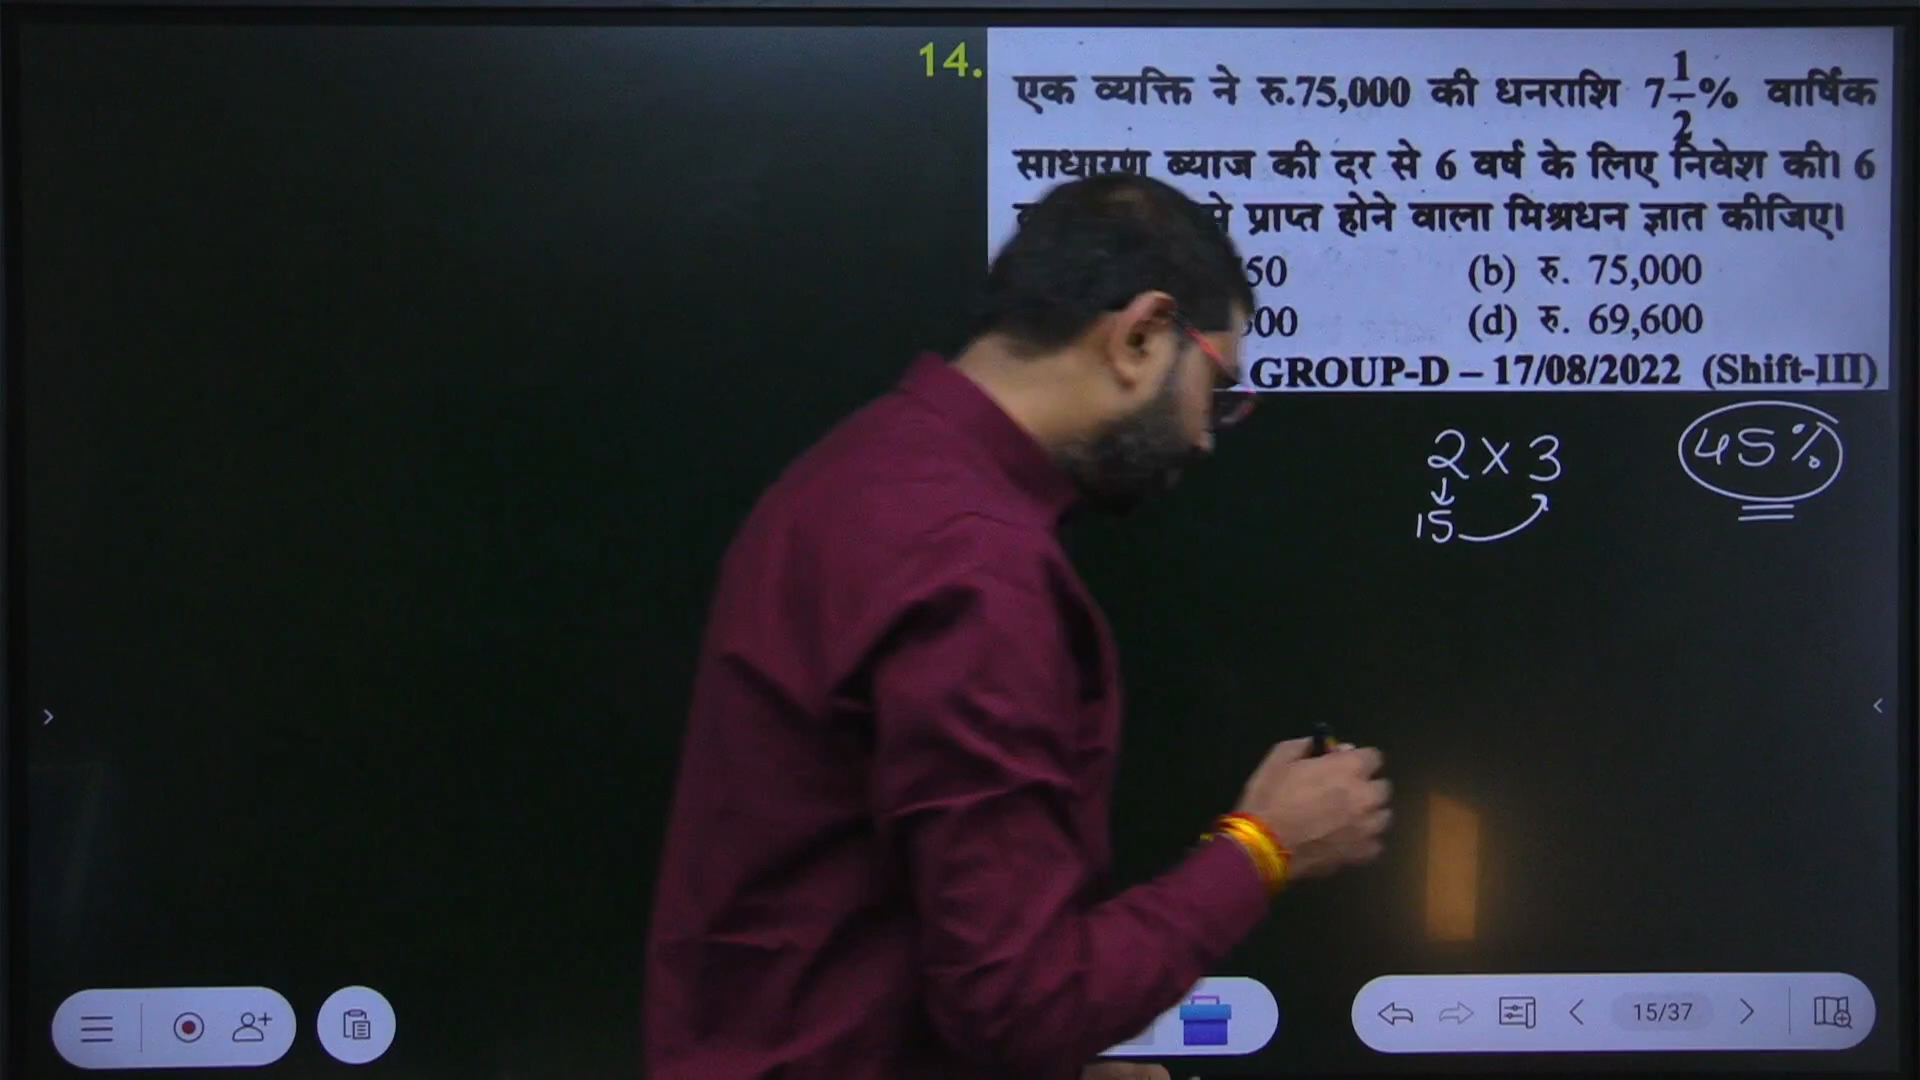 14.
एक व्यक्ति ने रु.75,000 की धनराशि 7 1/2 % वार्षिक
साधारण ब्याज की दर से 6 वर्ष के लिए निवेश की। 6
से प्राप्त होने वाला मिश्रधन ज्ञात कीजिए।
50 (b) रु. 75,000
00 (d) रु. 69,600
GROUP-D – 17/08/2022 (Shift-III)
2 × 3 45%
15
15/37